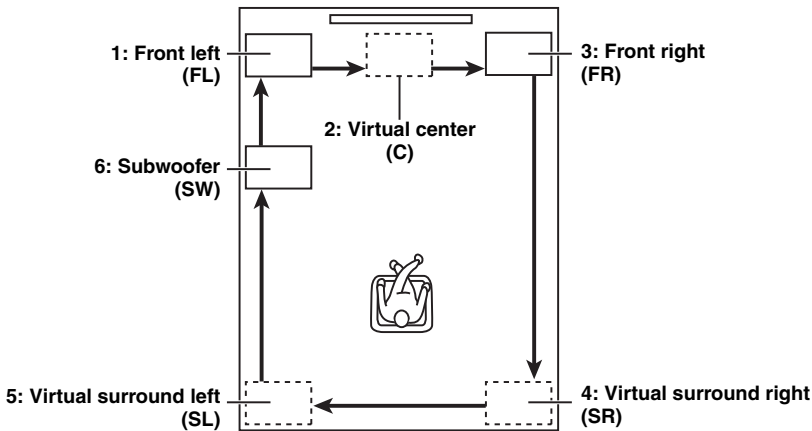 1: Front left
(FL)
3: Front right
(FR)
2: Virtual center
(C)
6: Subwoofer
(SW)
5: Virtual surround left
(SL)
4: Virtual surround right
(SR)